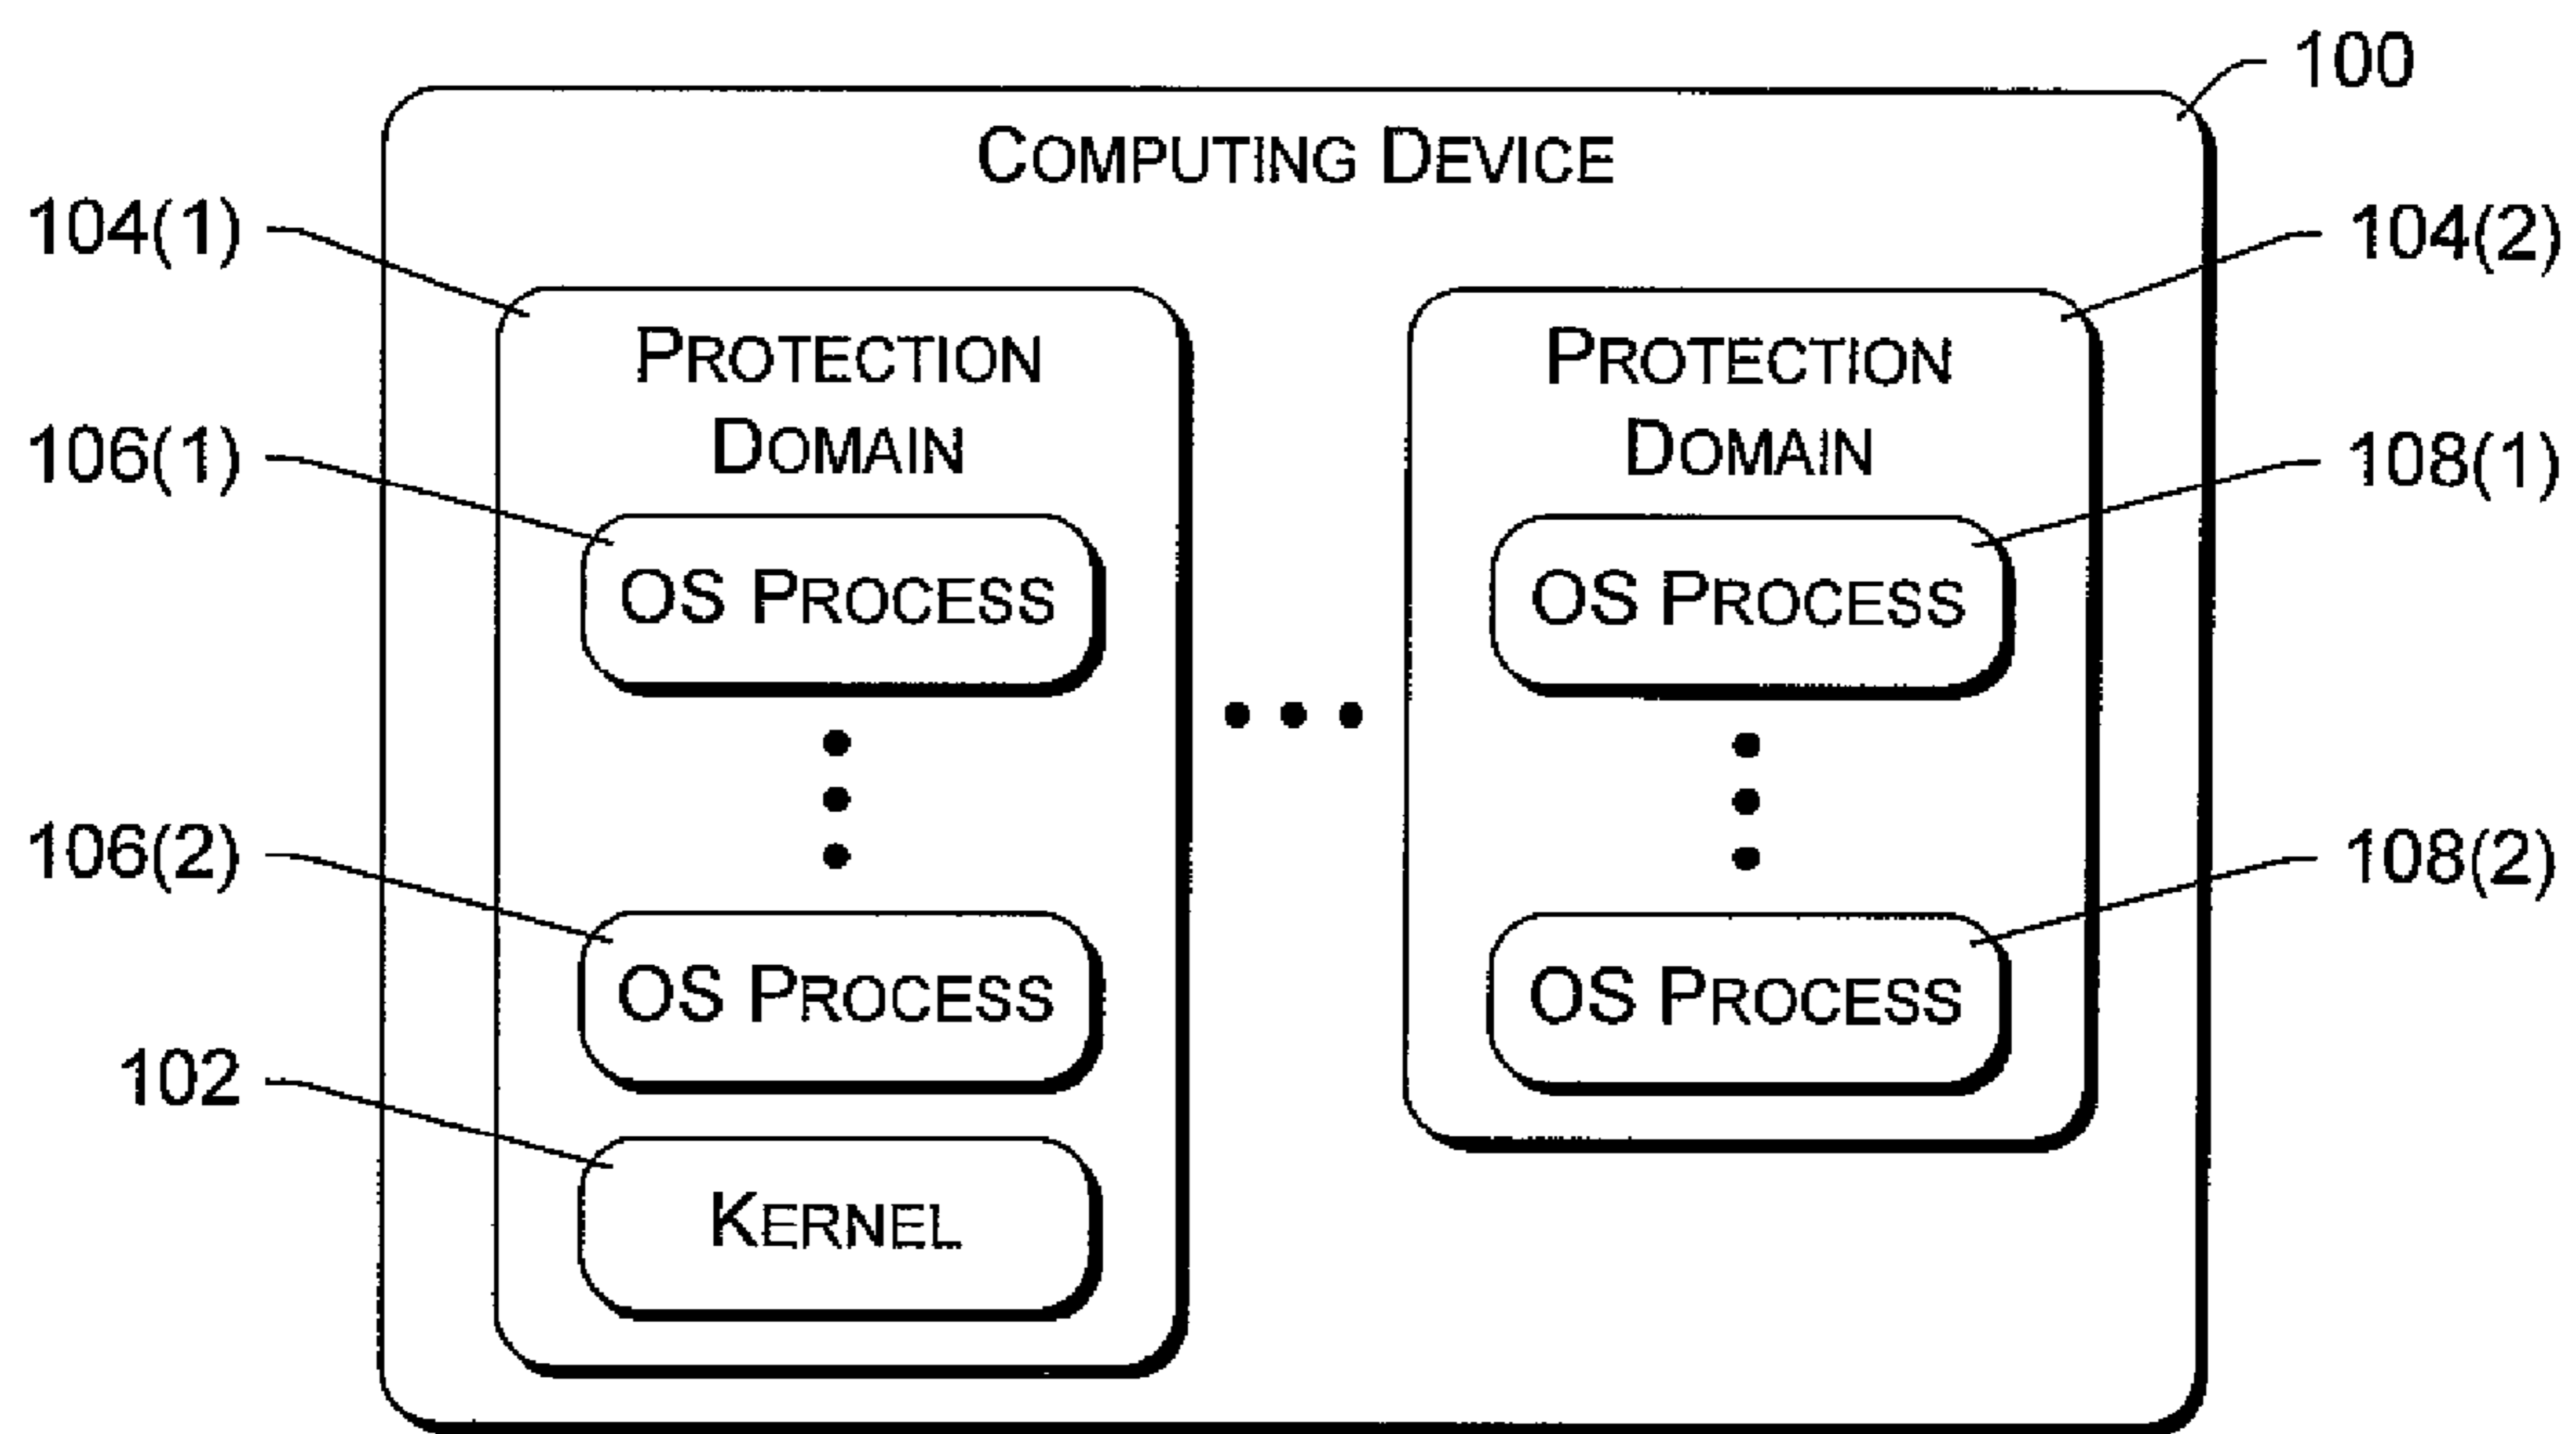 100
COMPUTING DEVICE
104(1)
104(2)
PROTECTION
DOMAIN
PROTECTION
DOMAIN
106(1)
108(1)
OS PROCESS
OS PROCESS
106(2)
108(2)
OS PROCESS
OS PROCESS
102
KERNEL